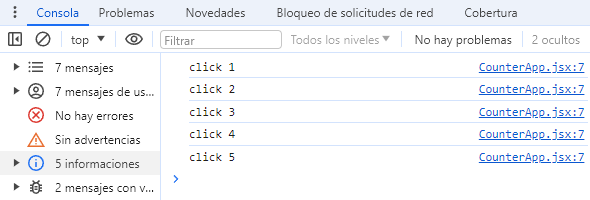 Consola Problemas Novedades Bloqueo de solicitudes de red Cobertura
top Filtrar Todos los niveles No hay problemas 2 ocultos
7 mensajes
7 mensajes de us...
No hay errores
Sin advertencias
5 informaciones
2 mensajes con v...
click 1 CounterApp.jsx:7
click 2 CounterApp.jsx:7
click 3 CounterApp.jsx:7
click 4 CounterApp.jsx:7
click 5 CounterApp.jsx:7